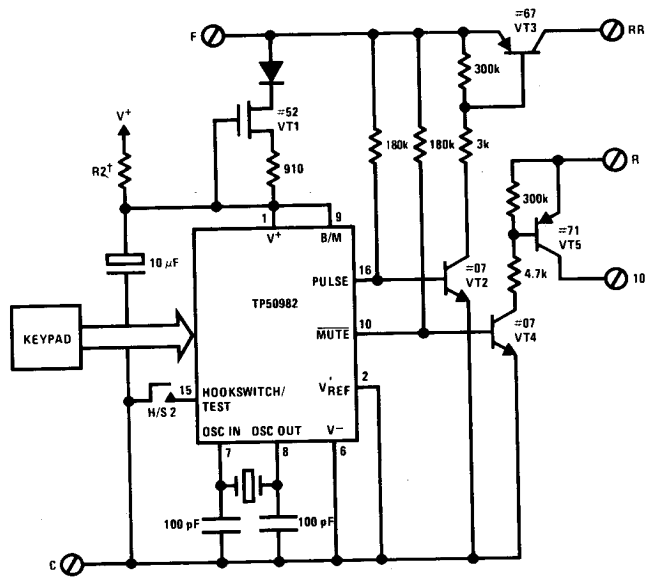 =67
VT3
F
RR
300k
=52
VT1
V+
180k
180k
3k
R2†
910
R
300k
1
9
V+
B/M
=71
VT5
10 µF
PULSE
16
=07
VT2
4.7k
10
TP50982
KEYPAD
MUTE
10
=07
VT4
15
HOOKSWITCH/
TEST
H/S 2
V'REF
2
OSC IN
OSC OUT
V–
7
8
6
100 pF
100 pF
C